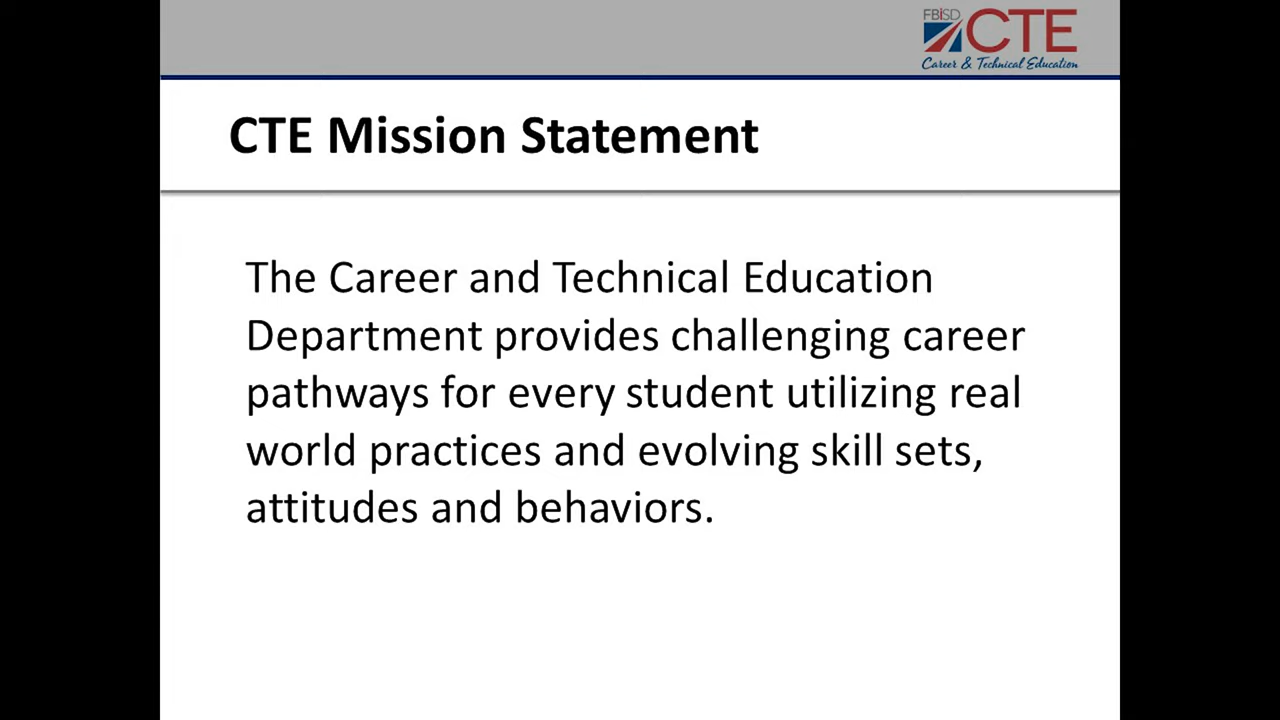 FBISD
CTE
Career & Technical Education
CTE Mission Statement
The Career and Technical Education
Department provides challenging career
pathways for every student utilizing real
world practices and evolving skill sets,
attitudes and behaviors.